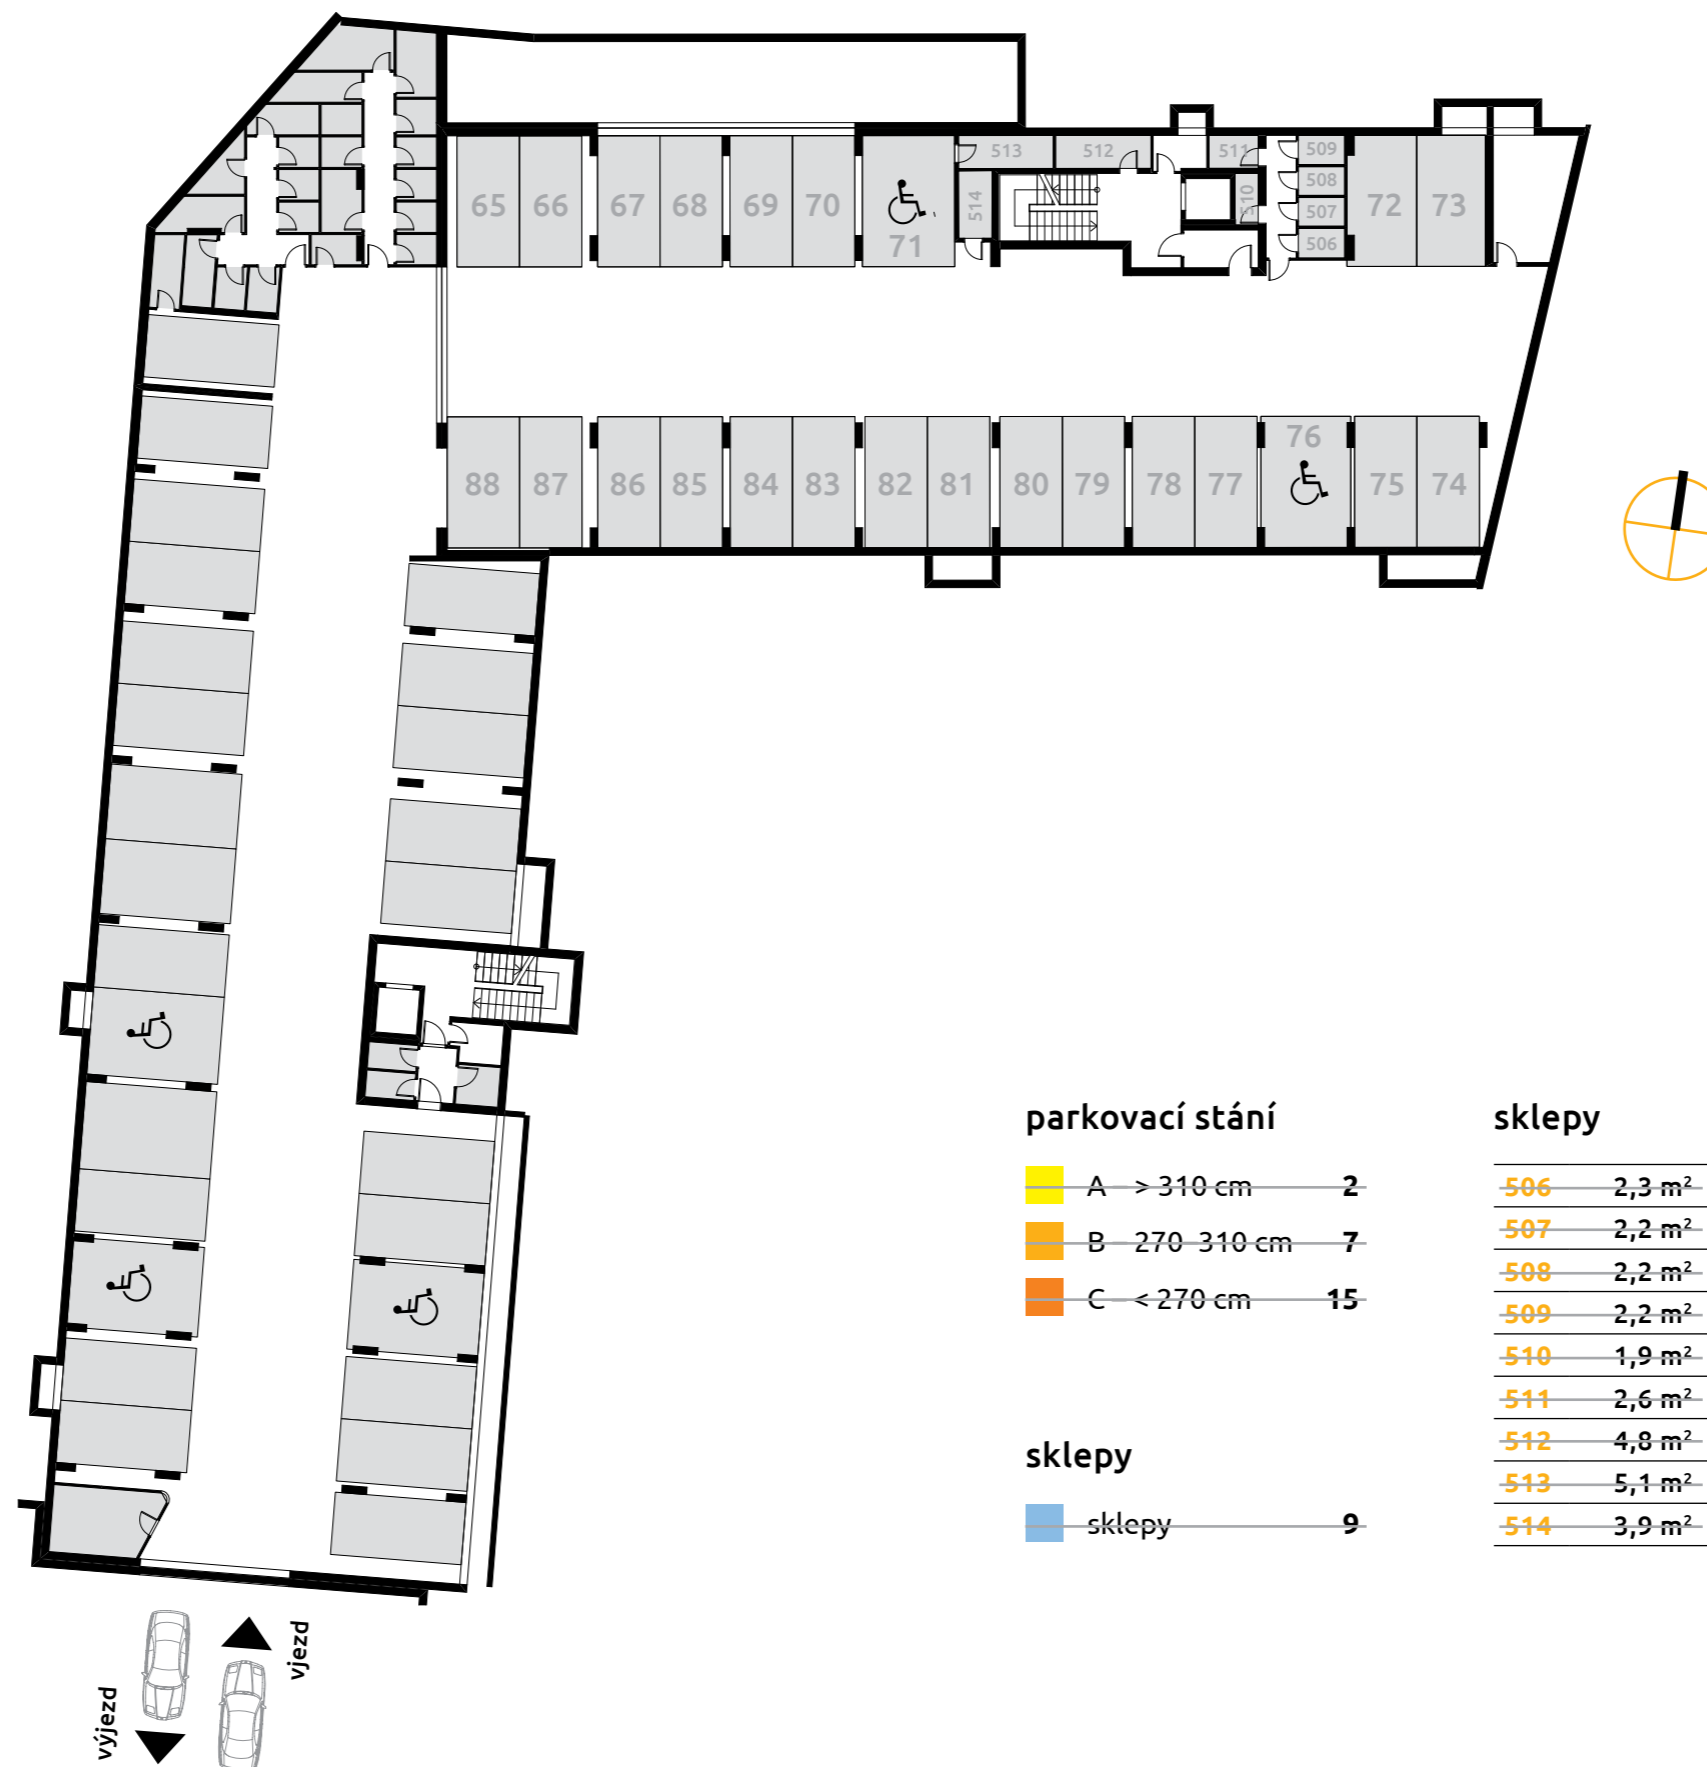 513
512
511
509
508
507
506
510
514
65
66
67
68
69
70
71
72
73
88
87
86
85
84
83
82
81
80
79
78
77
76
75
74
parkovací stání
A – > 310 cm 2
B – 270–310 cm 7
C – < 270 cm 15
sklepy
sklepy 9
sklepy
506 2,3 m²
507 2,2 m²
508 2,2 m²
509 2,2 m²
510 1,9 m²
511 2,6 m²
512 4,8 m²
513 5,1 m²
514 3,9 m²
vjezd
výjezd